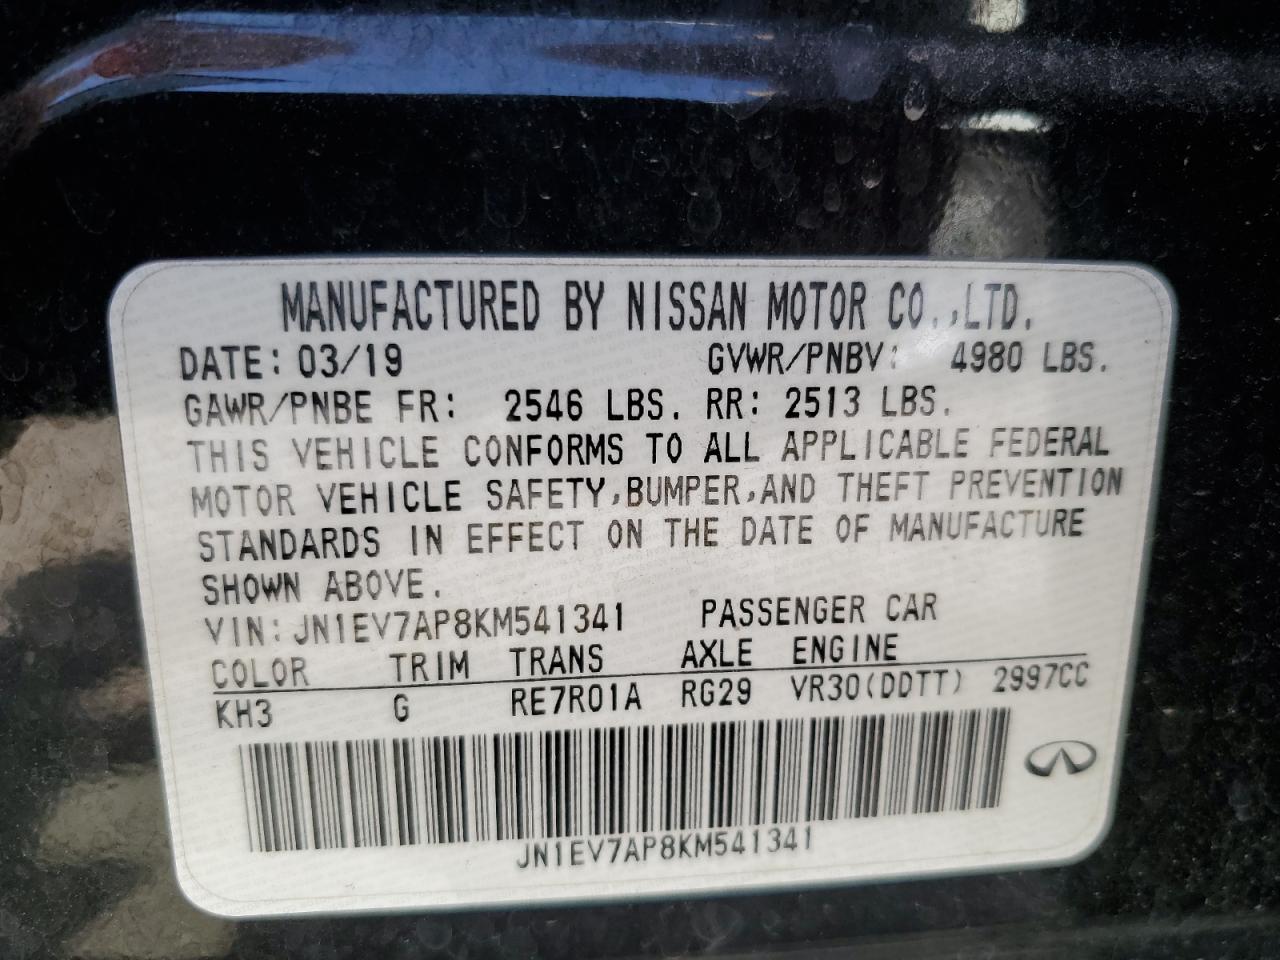 MANUFACTURED BY NISSAN MOTOR CO.,LTD.
DATE: 03/19 GVWR/PNBV: 4980 LBS.
GAWR/PNBE FR: 2546 LBS. RR: 2513 LBS.
THIS VEHICLE CONFORMS TO ALL APPLICABLE FEDERAL
MOTOR VEHICLE SAFETY,BUMPER,AND THEFT PREVENTION
STANDARDS IN EFFECT ON THE DATE OF MANUFACTURE
SHOWN ABOVE.
VIN:JN1EV7AP8KM541341 PASSENGER CAR
COLOR TRIM TRANS AXLE ENGINE
KH3 G RE7R01A RG29 VR30(DDTT) 2997CC
JN1EV7AP8KM541341